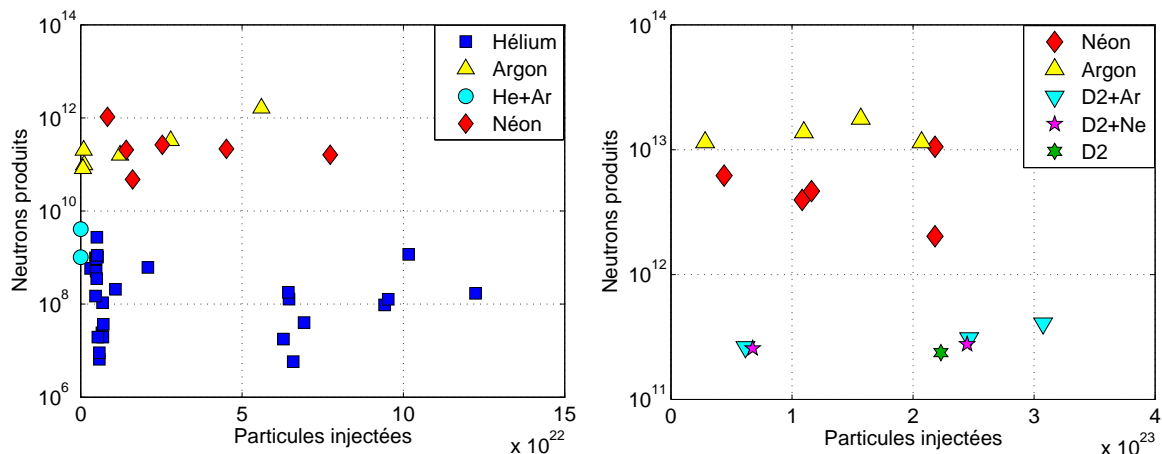 10^14
10^12
10^10
10^8
10^6
Neutrons produits
0
5
10
15
Particules injectées
x 10^22
Hélium
Argon
He+Ar
Néon
10^14
10^13
10^12
10^11
Neutrons produits
0
1
2
3
4
Particules injectées
x 10^23
Néon
Argon
D2+Ar
D2+Ne
D2